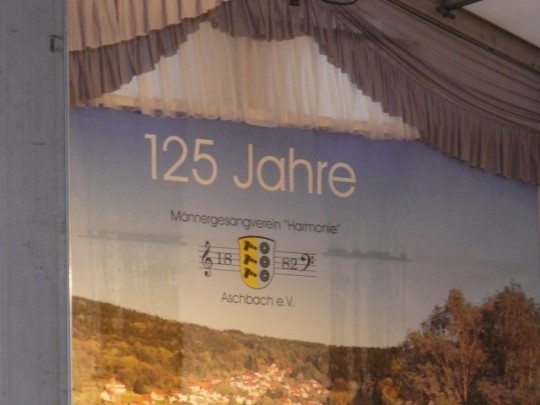 125 Jahre
Männergesangverein "Harmonie"
18 82
Aschbach e.V.